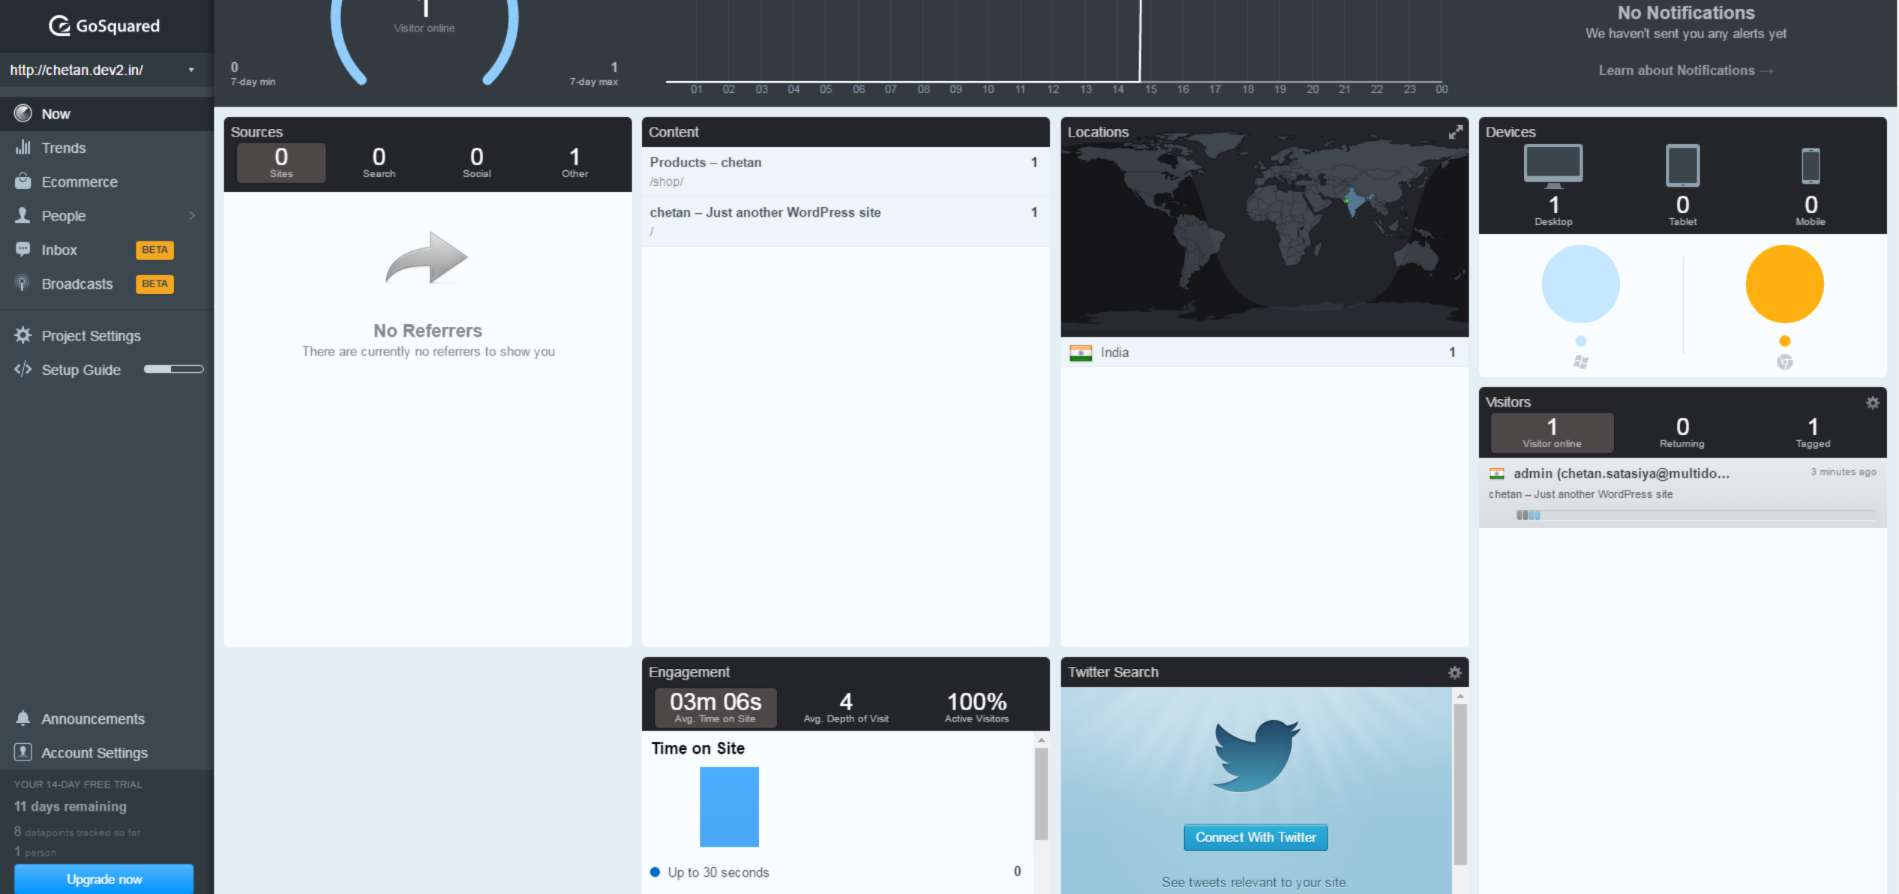 GoSquared
http://chetan.dev2.in/
Now
Trends
Ecommerce
People
Inbox BETA
Broadcasts BETA
Project Settings
Setup Guide
Announcements
Account Settings
YOUR 14-DAY FREE TRIAL
11 days remaining
8 datapoints tracked so far
1 person
Upgrade now
1
Visitor online
0
7-day min
1
7-day max
01 02 03 04 05 06 07 08 09 10 11 12 13 14 15 16 17 18 19 20 21 22 23 00
No Notifications
We haven't sent you any alerts yet
Learn about Notifications →
Sources
0 0 0 1
Sites Search Social Other
No Referrers
There are currently no referrers to show you
Content
Products – chetan 1
/shop/
chetan – Just another WordPress site 1
/
Locations
India 1
Devices
1 0 0
Desktop Tablet Mobile
Visitors
1 0 1
Visitor online Returning Tagged
admin (chetan.satasiya@multido... 3 minutes ago
chetan – Just another WordPress site
Engagement
03m 06s 4 100%
Avg. Time on Site Avg. Depth of Visit Active Visitors
Time on Site
Up to 30 seconds 0
Twitter Search
Connect With Twitter
See tweets relevant to your site.